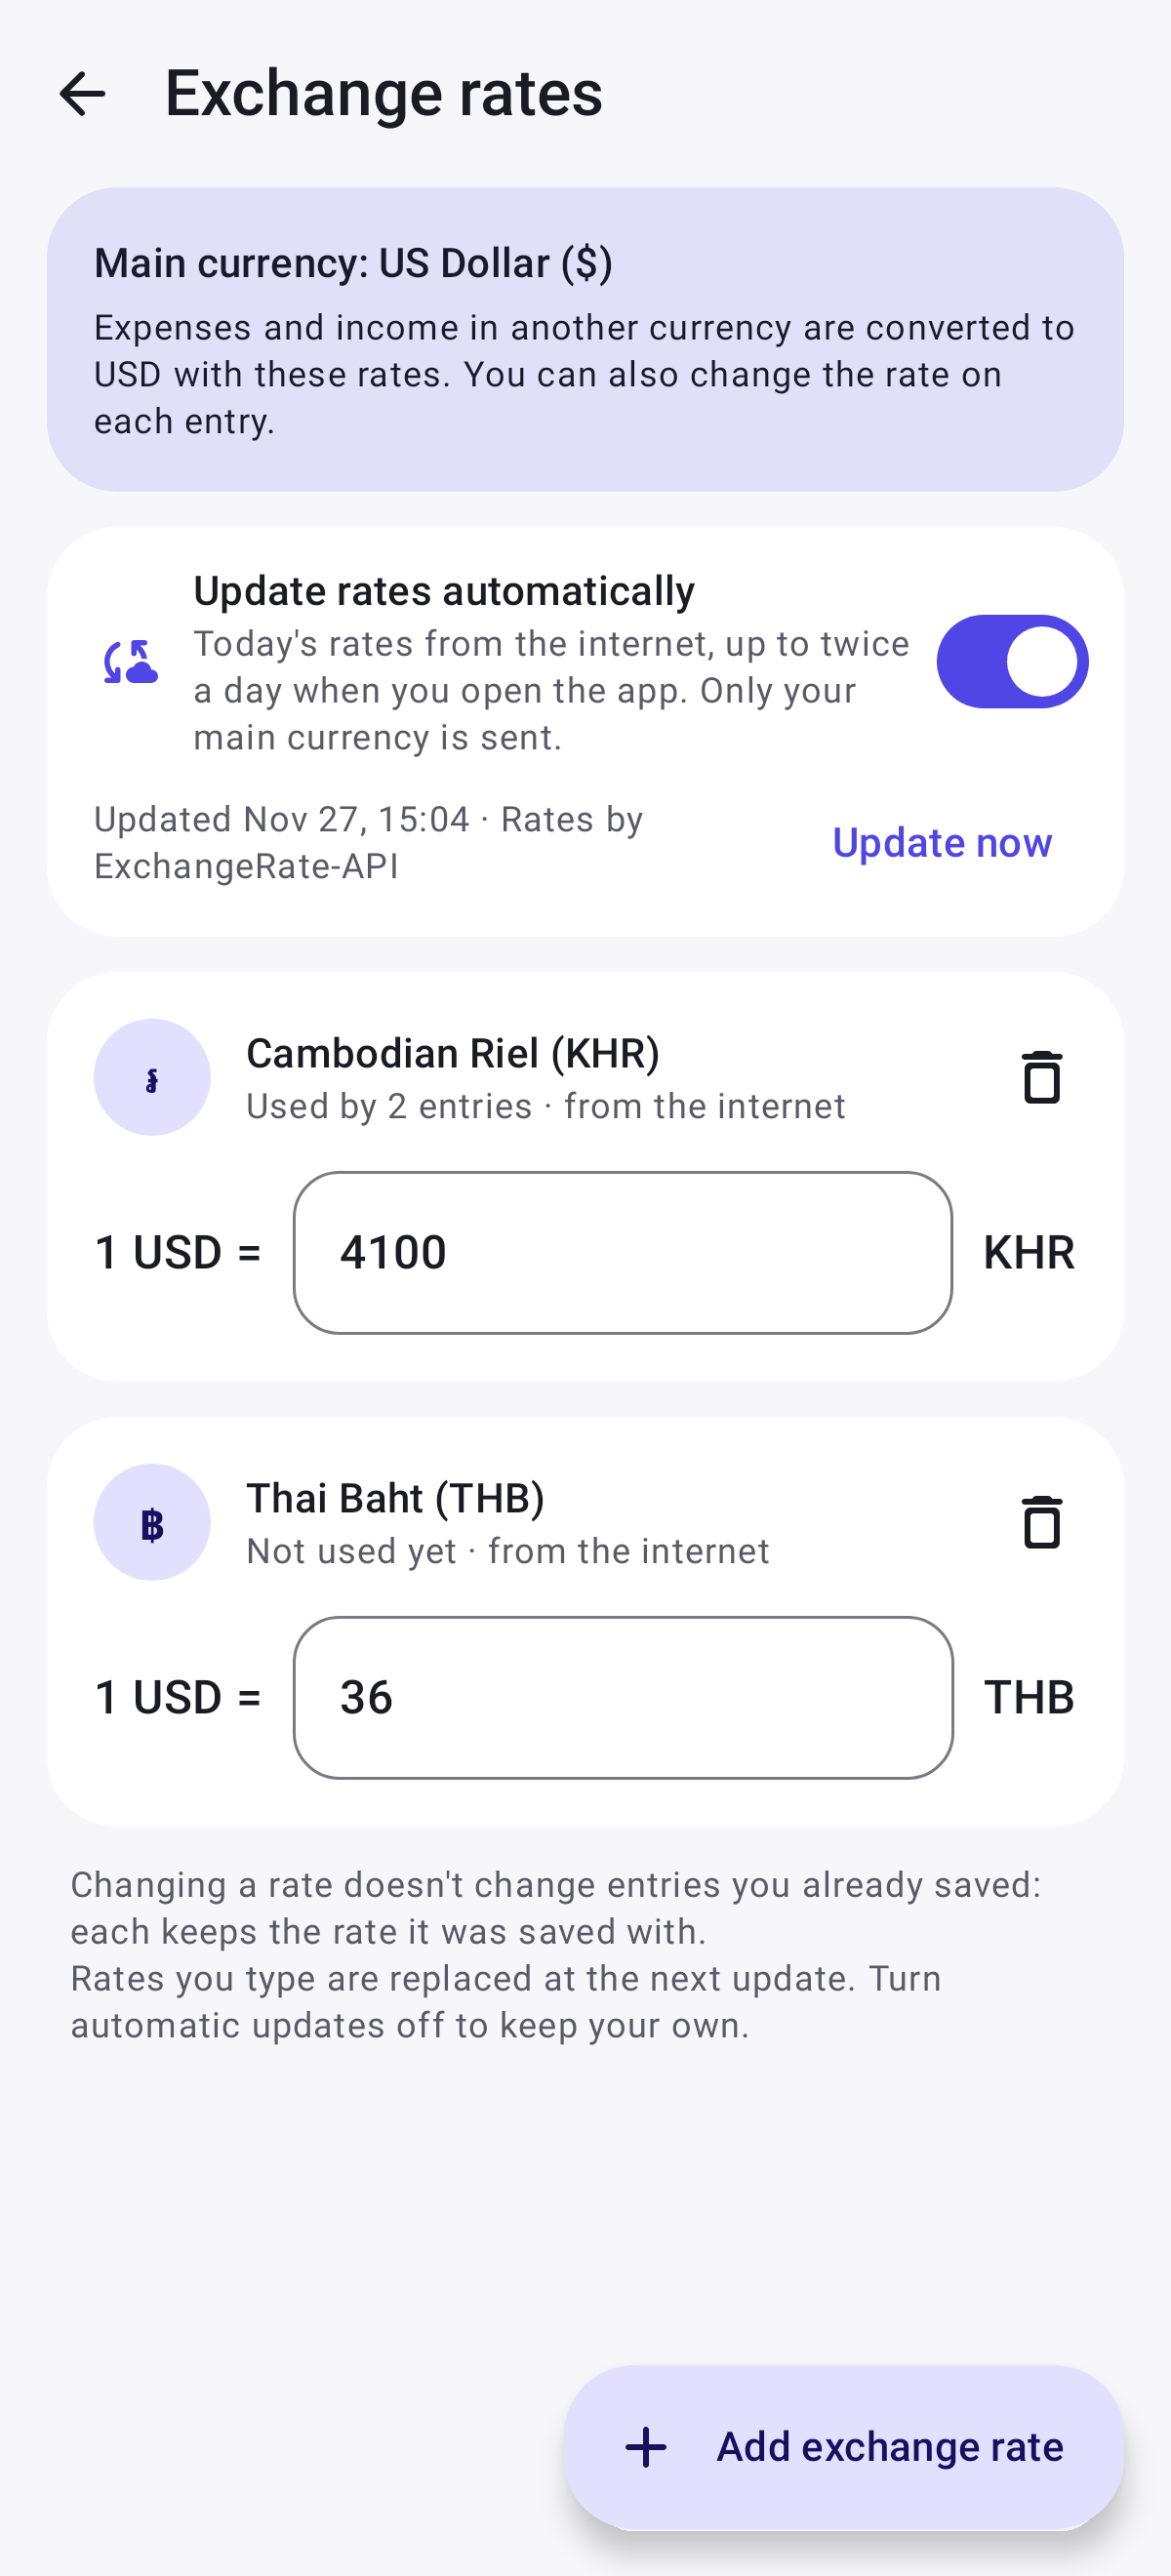 Exchange rates
Main currency: US Dollar ($)
Expenses and income in another currency are converted to
USD with these rates. You can also change the rate on
each entry.
Update rates automatically
Today's rates from the internet, up to twice
a day when you open the app. Only your
main currency is sent.
Updated Nov 27, 15:04 · Rates by
ExchangeRate-API
Update now
៛
Cambodian Riel (KHR)
Used by 2 entries · from the internet
1 USD =
4100
KHR
฿
Thai Baht (THB)
Not used yet · from the internet
1 USD =
36
THB
Changing a rate doesn't change entries you already saved:
each keeps the rate it was saved with.
Rates you type are replaced at the next update. Turn
automatic updates off to keep your own.
Add exchange rate